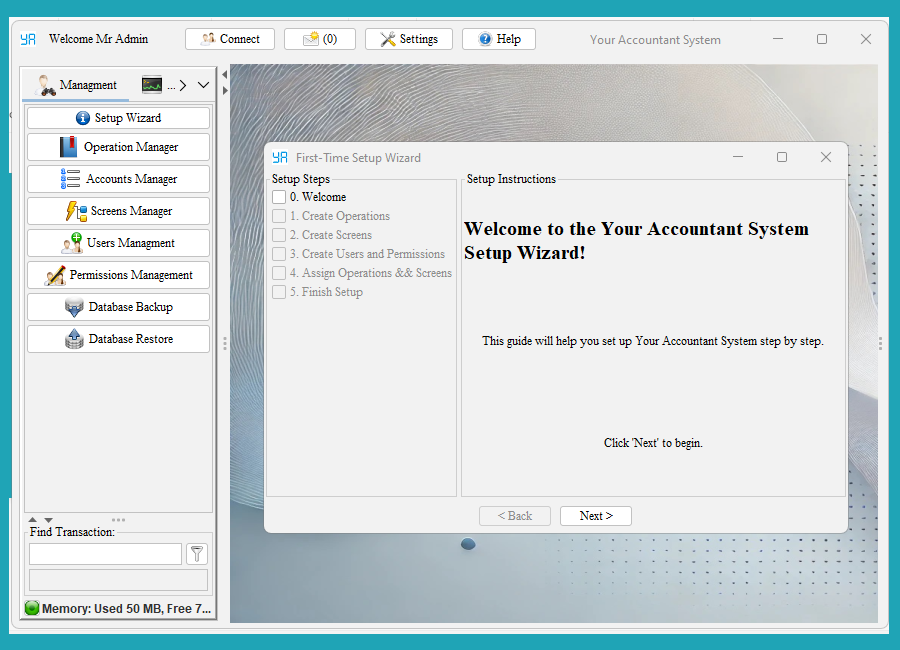 YA Welcome Mr Admin Connect (0) Settings Help Your Accountant System
Managment ...
Setup Wizard
Operation Manager
Accounts Manager
Screens Manager
Users Managment
Permissions Management
Database Backup
Database Restore
Find Transaction:
Memory: Used 50 MB, Free 7...
YA First-Time Setup Wizard
Setup Steps
0. Welcome
1. Create Operations
2. Create Screens
3. Create Users and Permissions
4. Assign Operations && Screens
5. Finish Setup
Setup Instructions
Welcome to the Your Accountant System
Setup Wizard!
This guide will help you set up Your Accountant System step by step.
Click 'Next' to begin.
< Back Next >